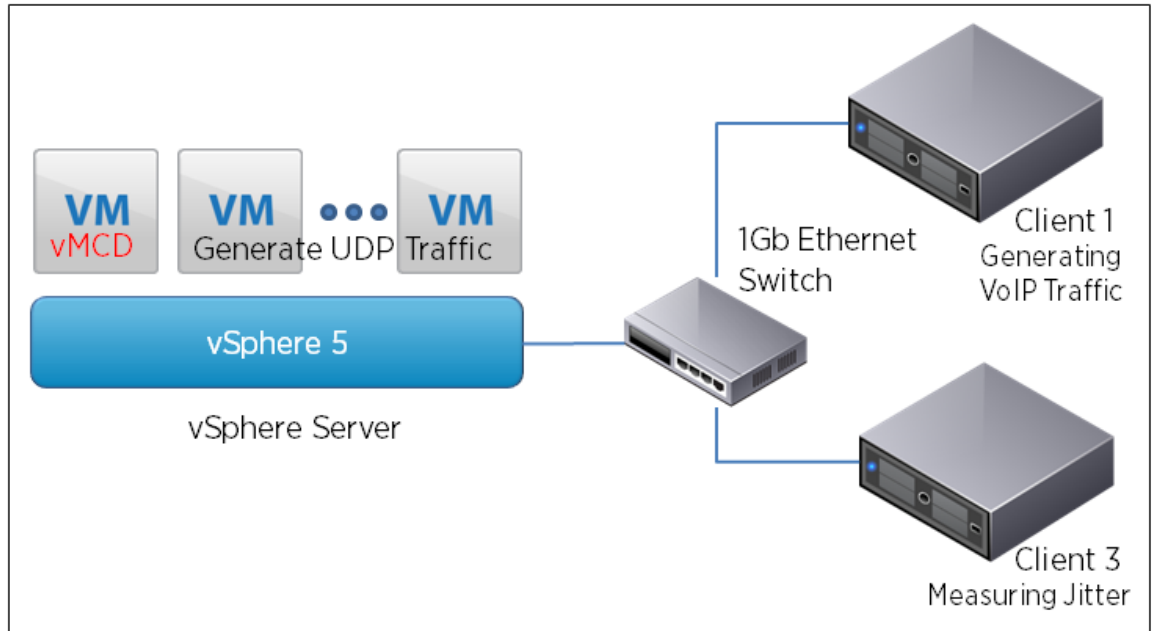 VM
vMCD
VM
VM
Generate UDP Traffic
vSphere 5
vSphere Server
1Gb Ethernet
Switch
Client 1
Generating
VoIP Traffic
Client 3
Measuring Jitter